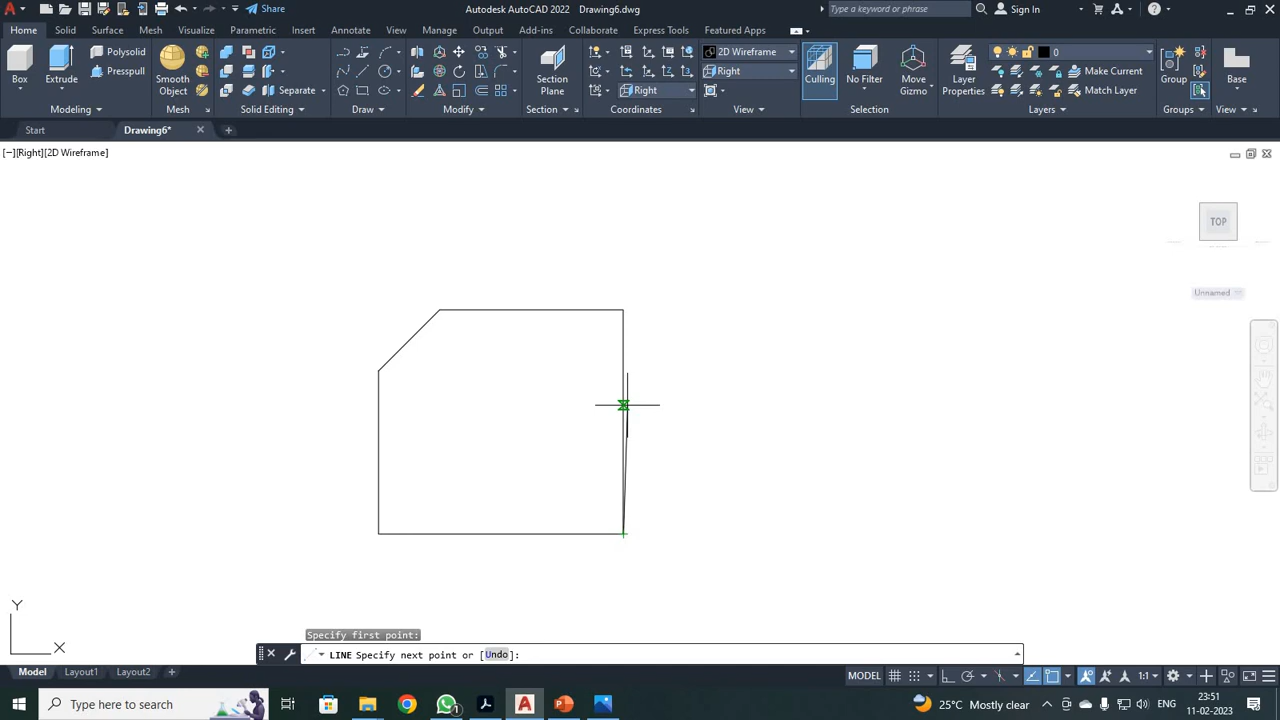 Share
Autodesk AutoCAD 2022 Drawing6.dwg
Type a keyword or phrase
Sign In
Home Solid Surface Mesh Visualize Parametric Insert Annotate View Manage Output Add-ins Collaborate Express Tools Featured Apps
Box
Extrude
Polysolid
Presspull
Smooth
Object
Separate
Section
Plane
2D Wireframe
Right
Right
Culling
No Filter
Move
Gizmo
Layer
Properties
0
Make Current
Match Layer
Group
Base
Modeling Mesh Solid Editing Draw Modify Section Coordinates View Selection Layers Groups View
Start
Drawing6*
[−][Right][2D Wireframe]
TOP
Unnamed
Y
X
Specify first point:
LINE Specify next point or [Undo]:
Model Layout1 Layout2
MODEL
1:1
Type here to search
1
25°C Mostly clear
ENG
23:51
11-02-2023